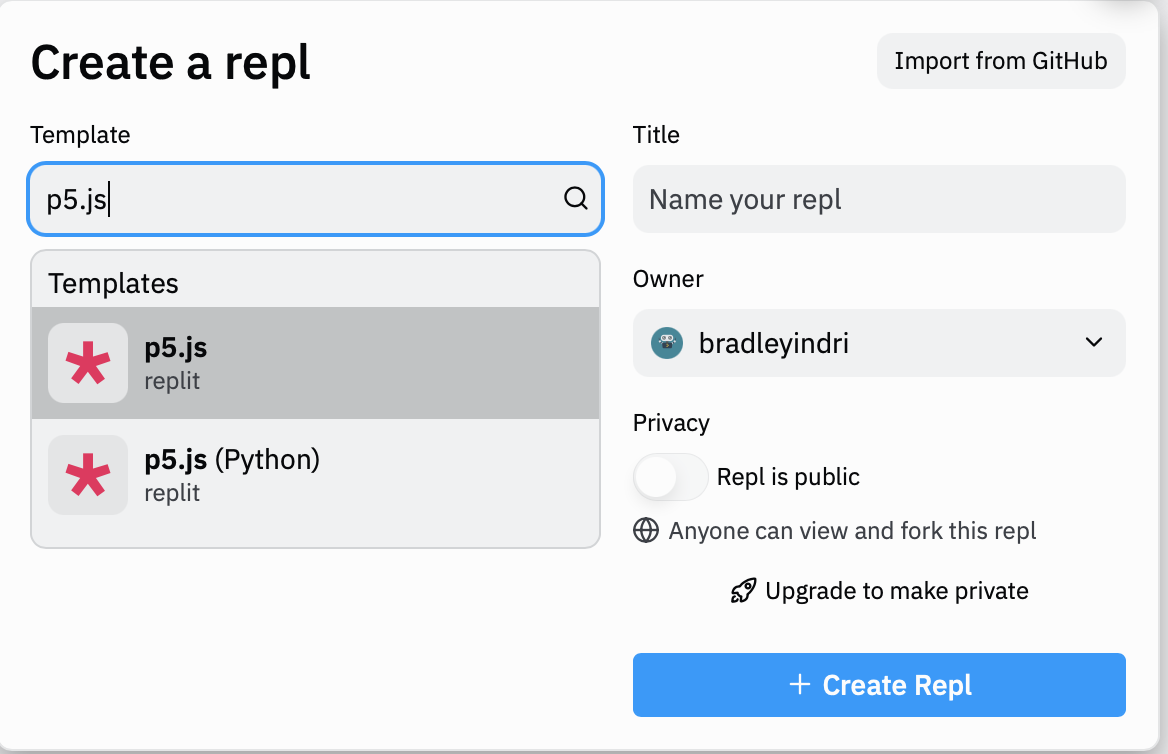 Create a repl
Import from GitHub
Template
p5.js
Templates
p5.js
replit
p5.js (Python)
replit
Title
Name your repl
Owner
bradleyindri
Privacy
Repl is public
Anyone can view and fork this repl
Upgrade to make private
+ Create Repl